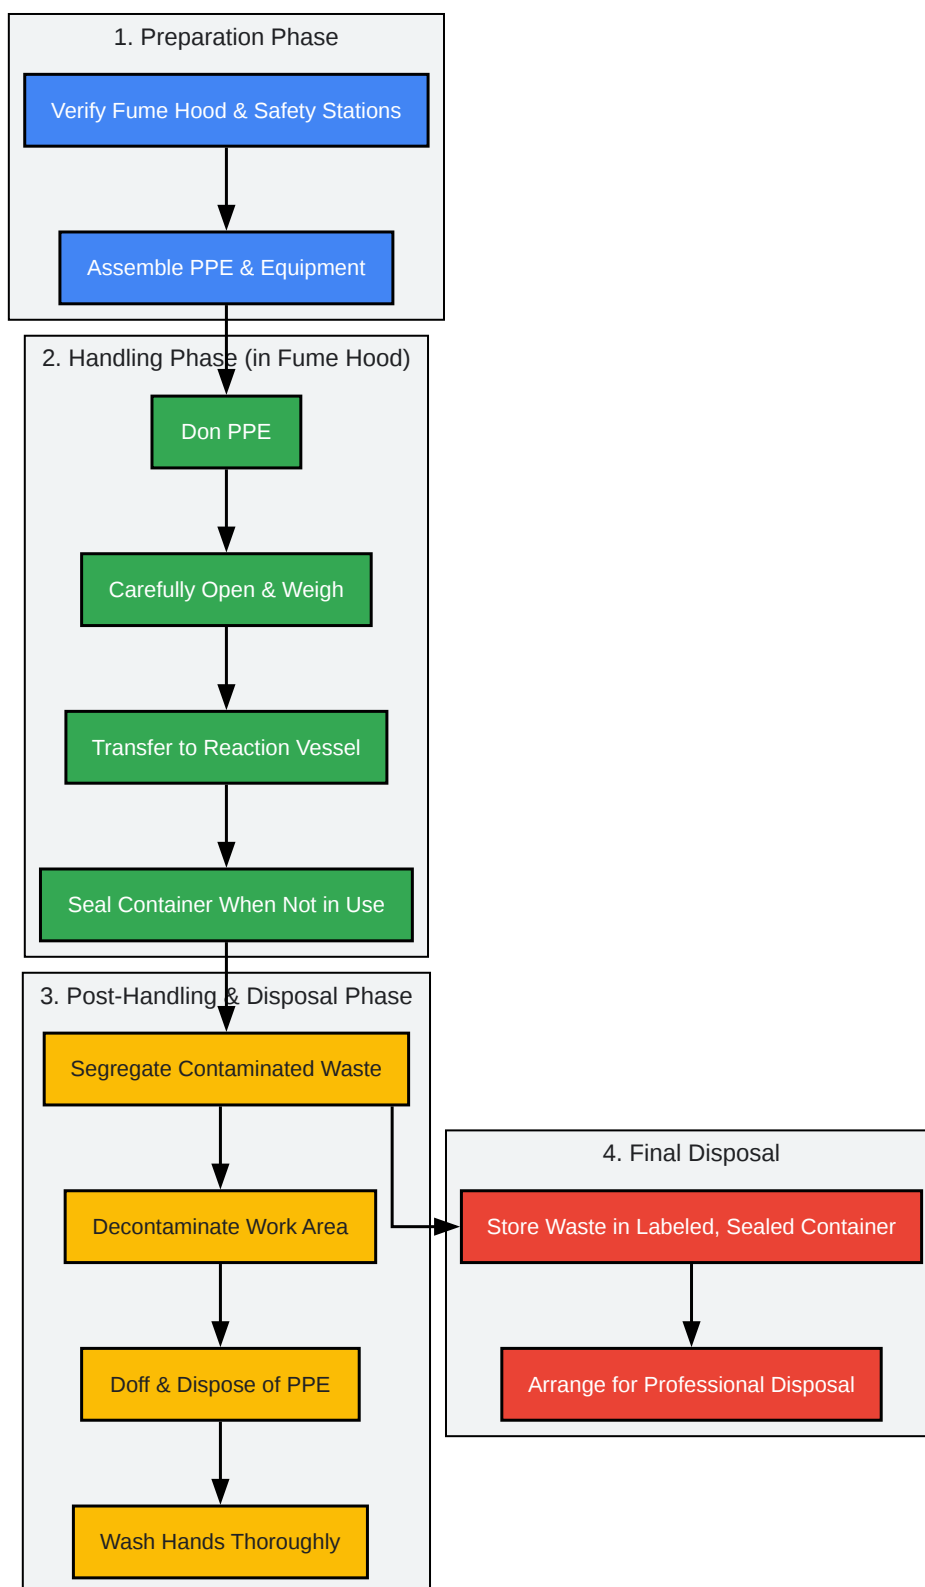 1. Preparation Phase
Verify Fume Hood & Safety Stations
Assemble PPE & Equipment
2. Handling Phase (in Fume Hood)
Don PPE
Carefully Open & Weigh
Transfer to Reaction Vessel
Seal Container When Not in Use
3. Post-Handling & Disposal Phase
Segregate Contaminated Waste
Decontaminate Work Area
Doff & Dispose of PPE
Wash Hands Thoroughly
4. Final Disposal
Store Waste in Labeled, Sealed Container
Arrange for Professional Disposal